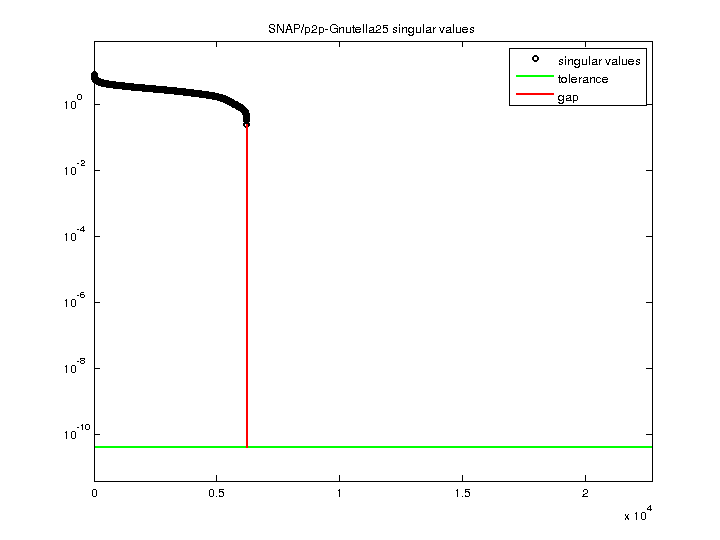 SNAP/p2p-Gnutella25 singular values
singular values
tolerance
gap
10^0
10^-2
10^-4
10^-6
10^-8
10^-10
0 0.5 1 1.5 2
x 10^4